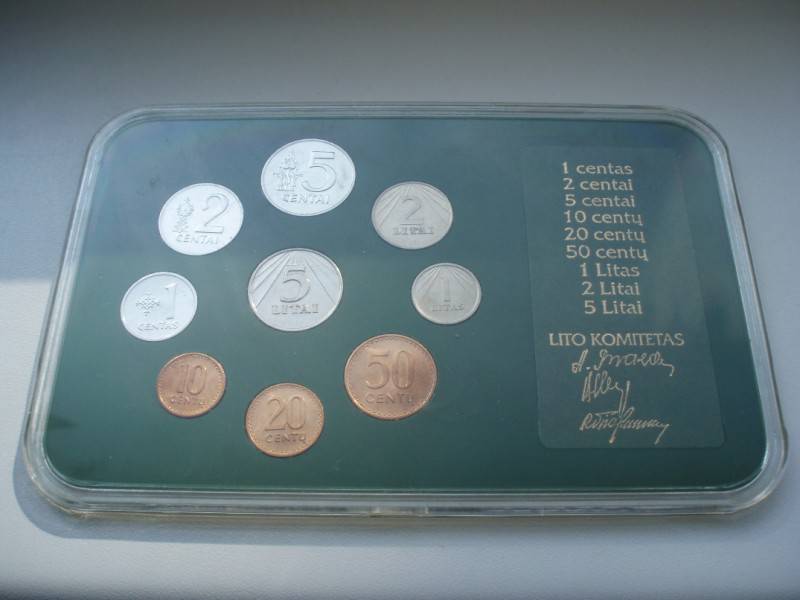 5
CENTAI
2
CENTAI
2
LITAI
5
LITAI
1
CENTAS
1
LITAS
10
CENTŲ
20
CENTŲ
50
CENTŲ
1 centas
2 centai
5 centai
10 centų
20 centų
50 centų
1 Litas
2 Litai
5 Litai
LITO KOMITETAS